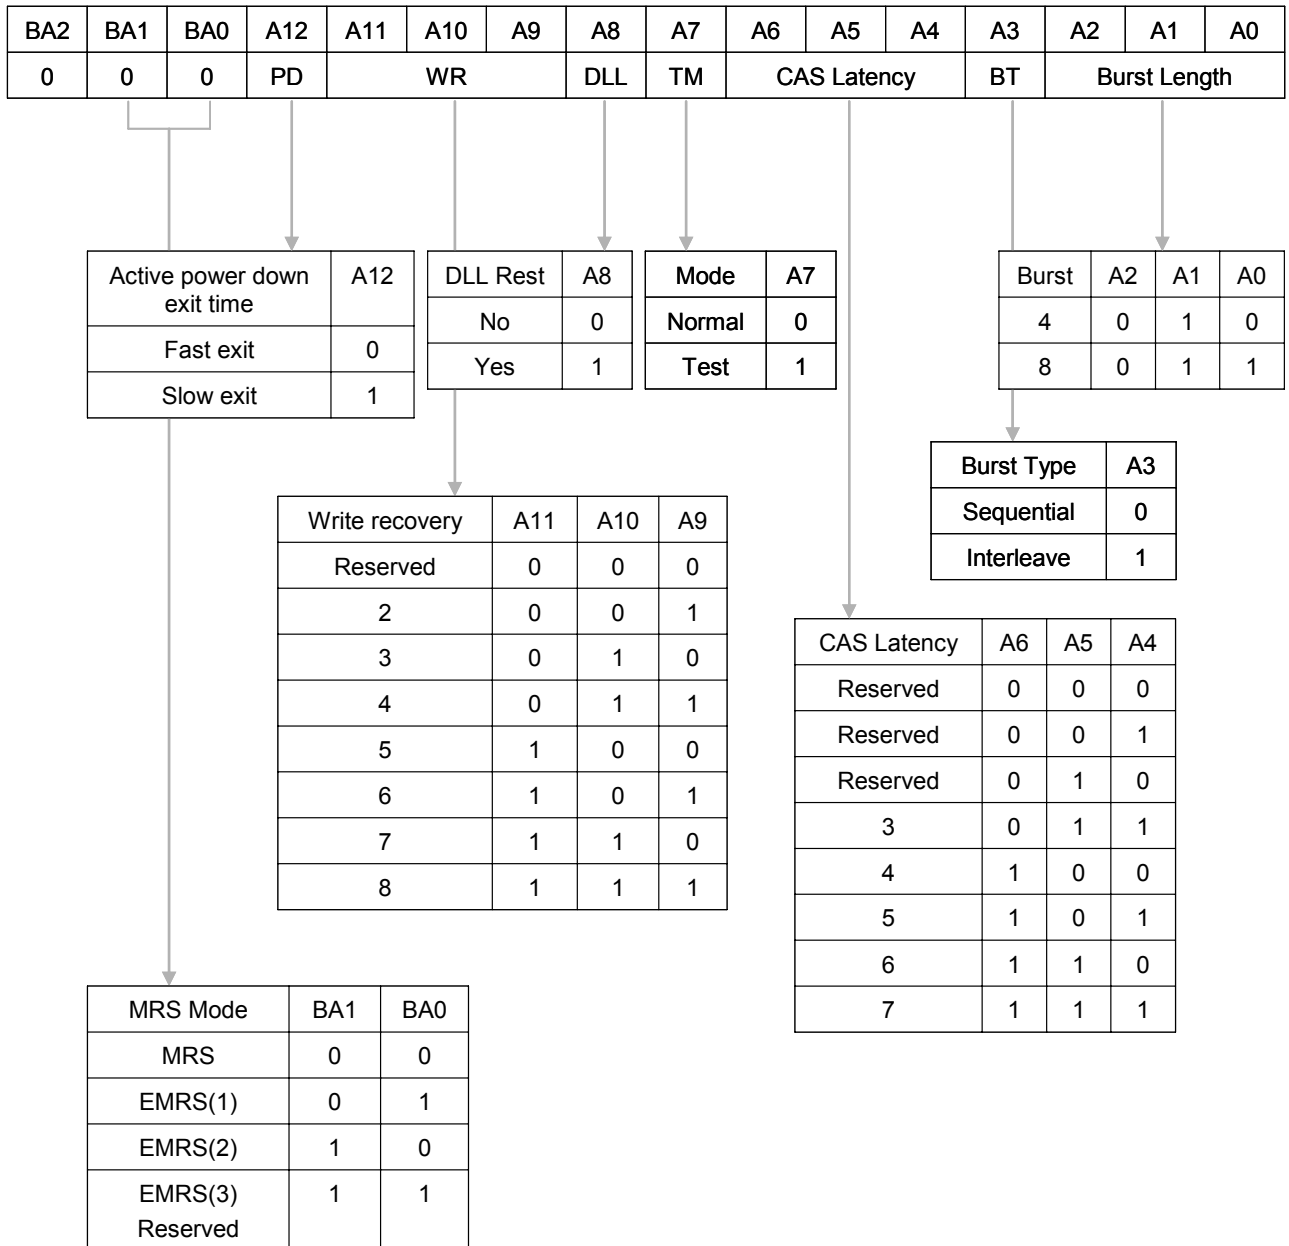 BA2 BA1 BA0 A12 A11 A10 A9 A8 A7 A6 A5 A4 A3 A2 A1 A0
0 0 0 PD WR DLL TM CAS Latency BT Burst Length
Active power down A12
exit time
Fast exit 0
Slow exit 1
DLL Rest A8
No 0
Yes 1
Mode A7
Normal 0
Test 1
Burst A2 A1 A0
4 0 1 0
8 0 1 1
Burst Type A3
Sequential 0
Interleave 1
Write recovery A11 A10 A9
Reserved 0 0 0
2 0 0 1
3 0 1 0
4 0 1 1
5 1 0 0
6 1 0 1
7 1 1 0
8 1 1 1
CAS Latency A6 A5 A4
Reserved 0 0 0
Reserved 0 0 1
Reserved 0 1 0
3 0 1 1
4 1 0 0
5 1 0 1
6 1 1 0
7 1 1 1
MRS Mode BA1 BA0
MRS 0 0
EMRS(1) 0 1
EMRS(2) 1 0
EMRS(3) 1 1
Reserved